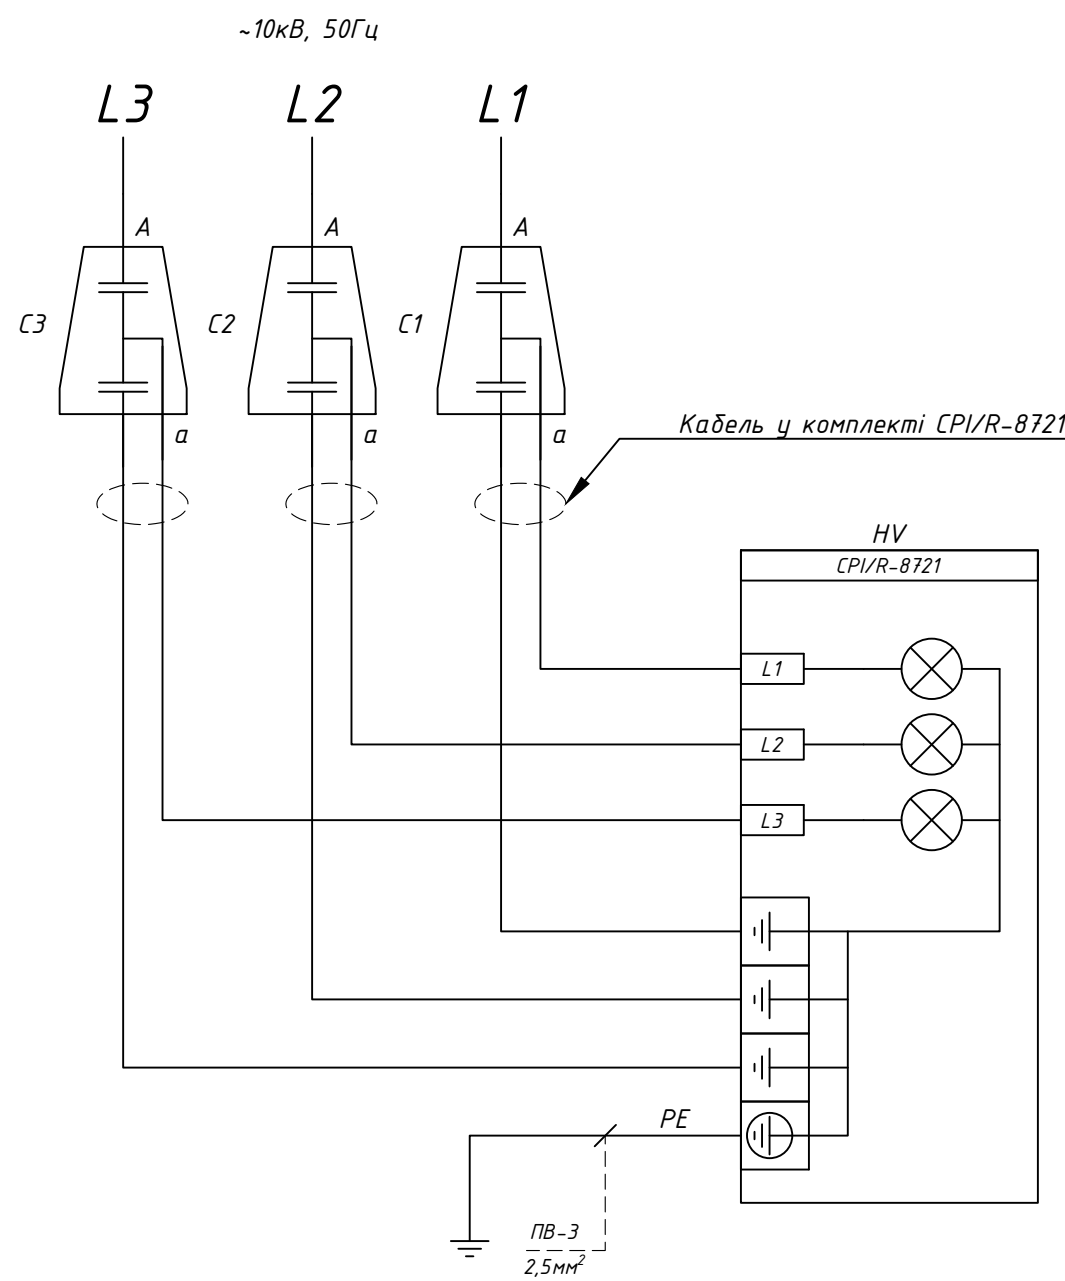 ~10кВ, 50Гц
L3 L2 L1
A A A
C3 C2 C1
a a a
Кабель у комплекті CPI/R-8721
HV
CPI/R-8721
L1
L2
L3
PE
ПВ-3
2,5мм²